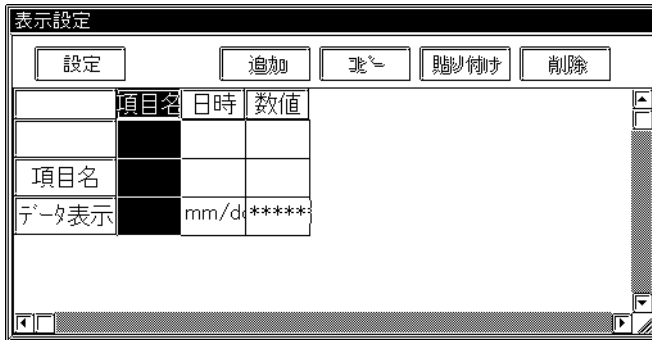 表示設定
設定 追加 コピー 貼り付け 削除
項目名 日時 数値
項目名
データ表示 mm/d *****